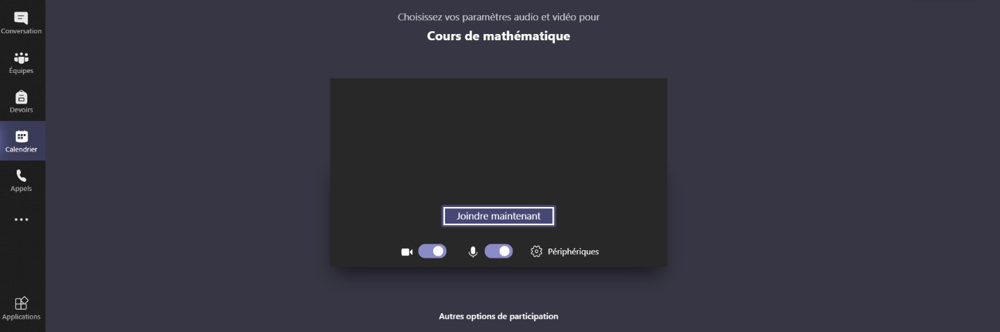 Conversation
Équipes
Devoirs
Calendrier
Appels
Applications
Choisissez vos paramètres audio et vidéo pour
Cours de mathématique
Joindre maintenant
Périphériques
Autres options de participation